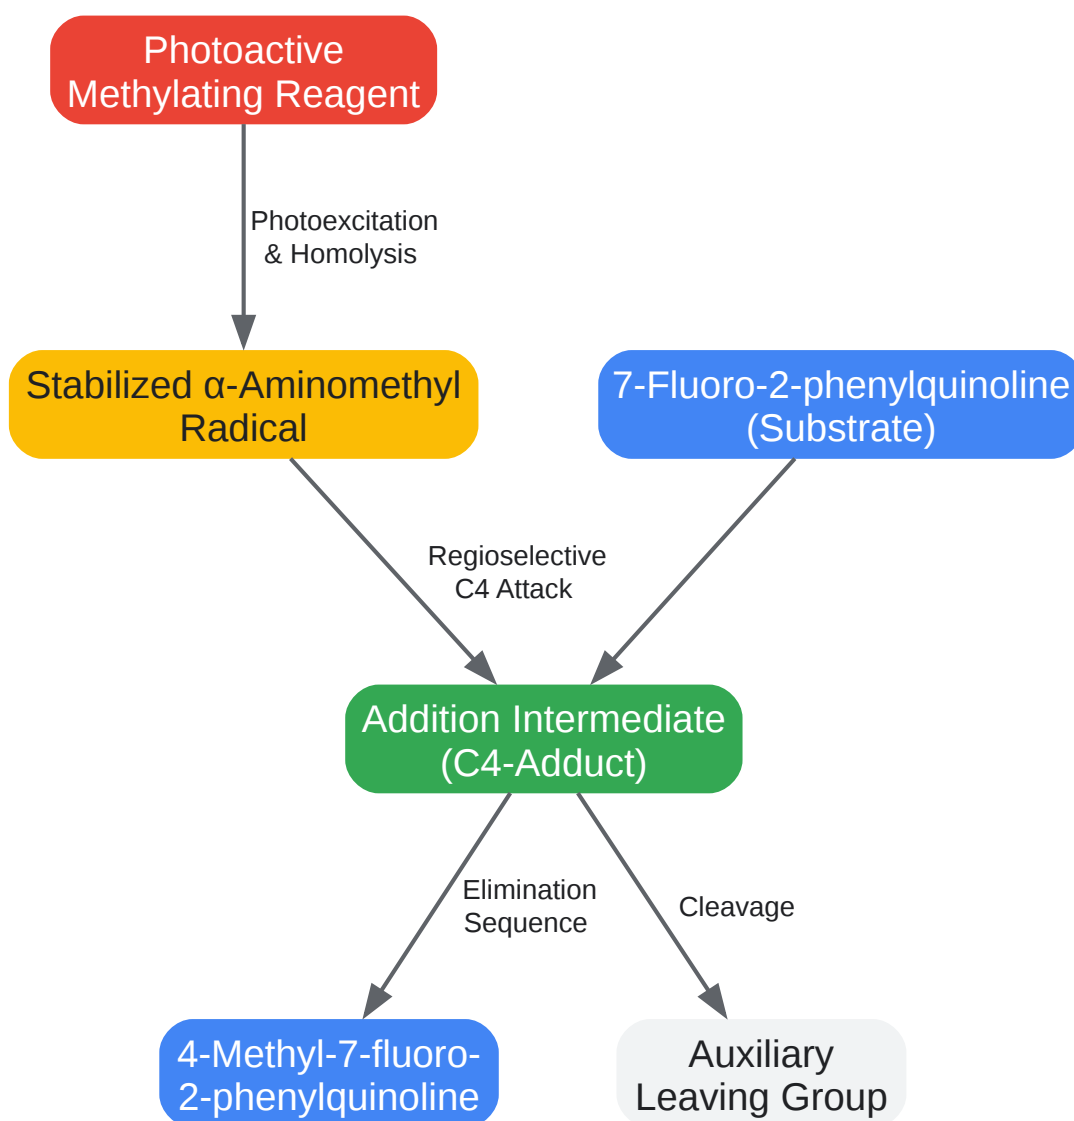 Photoactive
Methylating Reagent
Photoexcitation
& Homolysis
Stabilized α-Aminomethyl
Radical
7-Fluoro-2-phenylquinoline
(Substrate)
Regioselective
C4 Attack
Addition Intermediate
(C4-Adduct)
Elimination
Sequence
Cleavage
4-Methyl-7-fluoro-
2-phenylquinoline
Auxiliary
Leaving Group